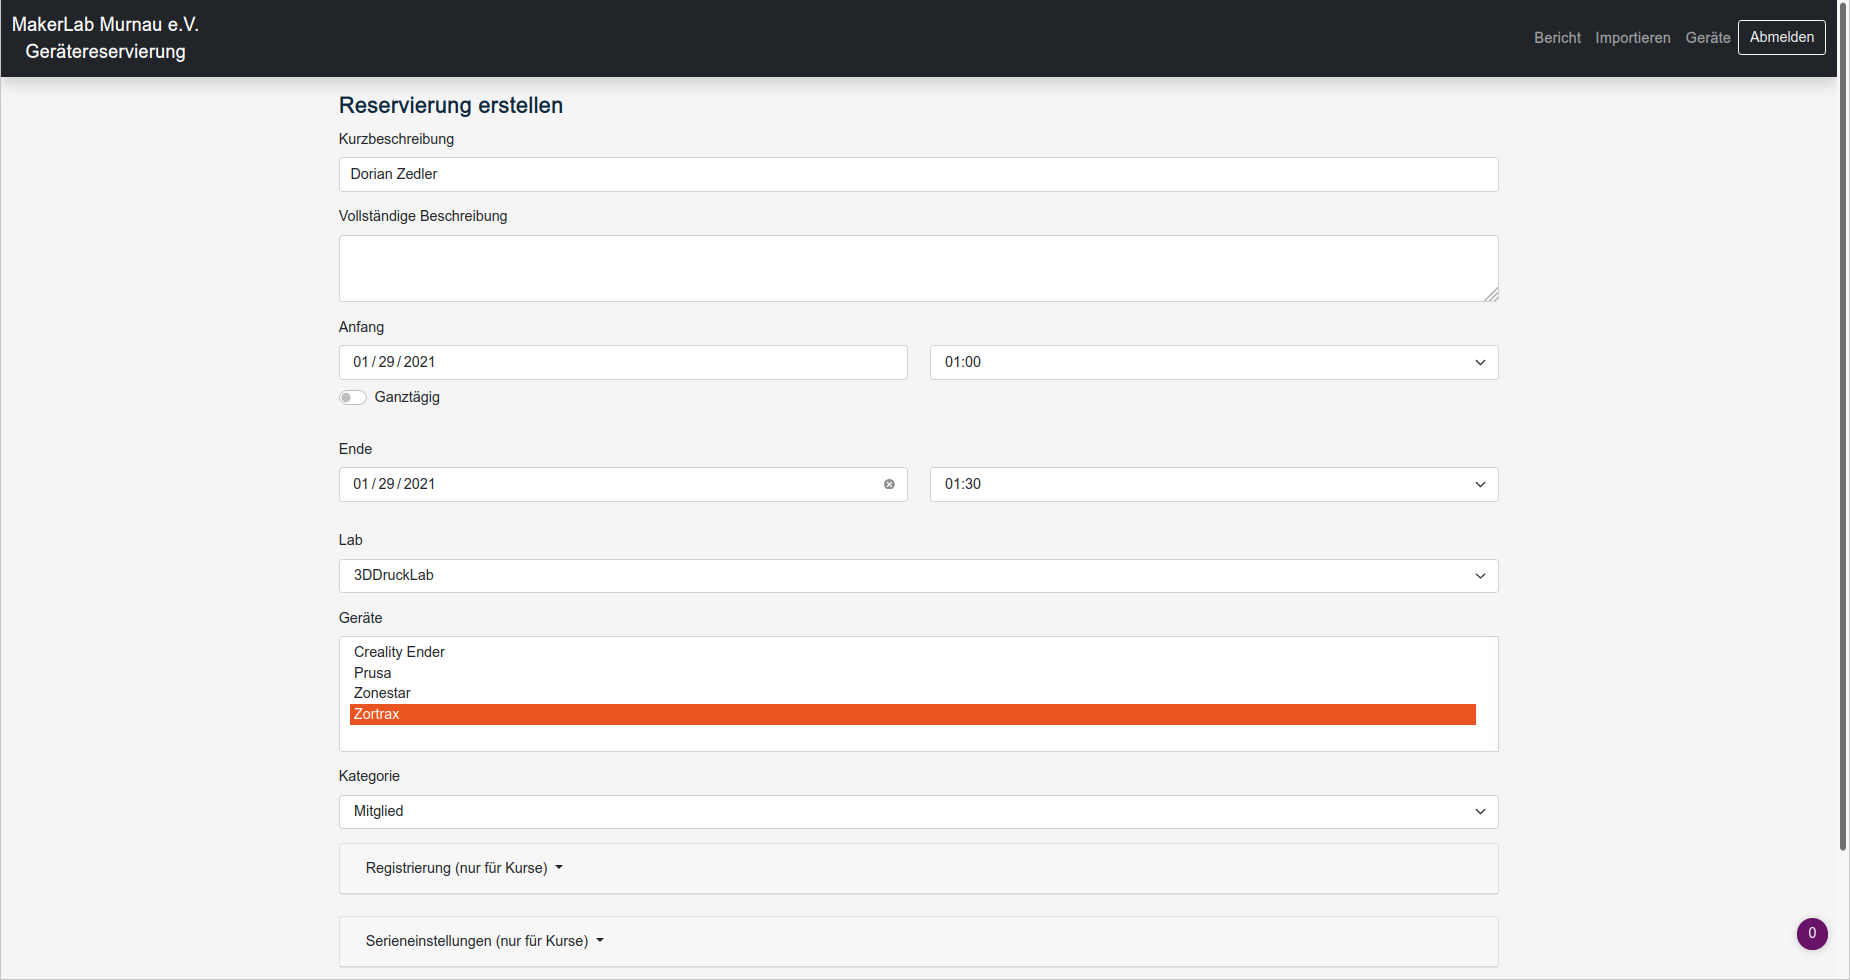 MakerLab Murnau e.V.
Gerätereservierung
Bericht Importieren Geräte Abmelden
Reservierung erstellen
Kurzbeschreibung
Dorian Zedler
Vollständige Beschreibung
Anfang
01/29/2021 01:00
Ganztägig
Ende
01/29/2021 01:30
Lab
3DDruckLab
Geräte
Creality Ender
Prusa
Zonestar
Zortrax
Kategorie
Mitglied
Registrierung (nur für Kurse)
Serieneinstellungen (nur für Kurse)
0